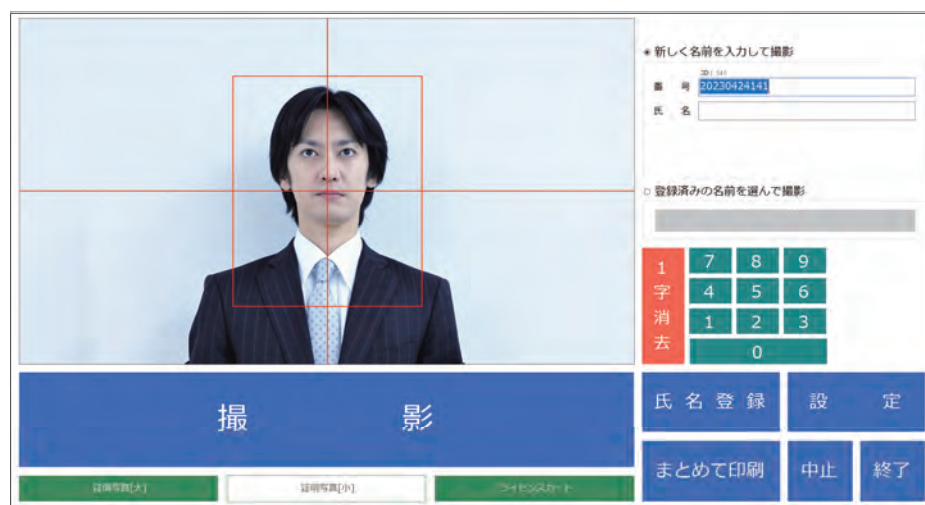 新しく名前を入力して撮影
番 号 20230424141
氏 名
登録済みの名前を選んで撮影
1字消去
7 8 9
4 5 6
1 2 3
0
撮 影
氏 名 登 録
設 定
まとめて印刷
中止
終了
証明写真[大]
証明写真[小]
ライセンスカード